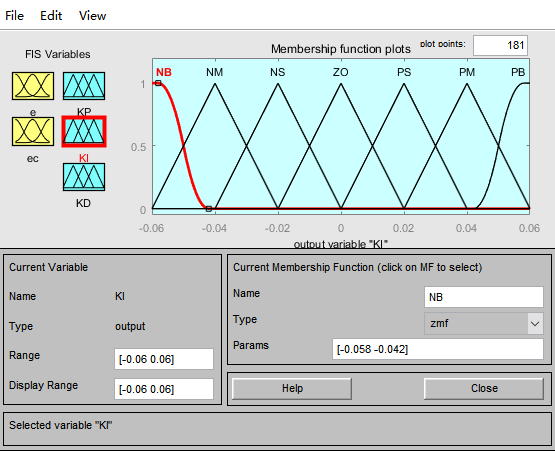 File Edit View
FIS Variables
e
KP
ec
KI
KD
Membership function plots
plot points:
181
NB NM NS ZO PS PM PB
1
0.5
0
-0.06 -0.04 -0.02 0 0.02 0.04 0.06
output variable "KI"
Current Variable
Name KI
Type output
Range [-0.06 0.06]
Display Range [-0.06 0.06]
Current Membership Function (click on MF to select)
Name NB
Type zmf
Params [-0.058 -0.042]
Help Close
Selected variable "KI"